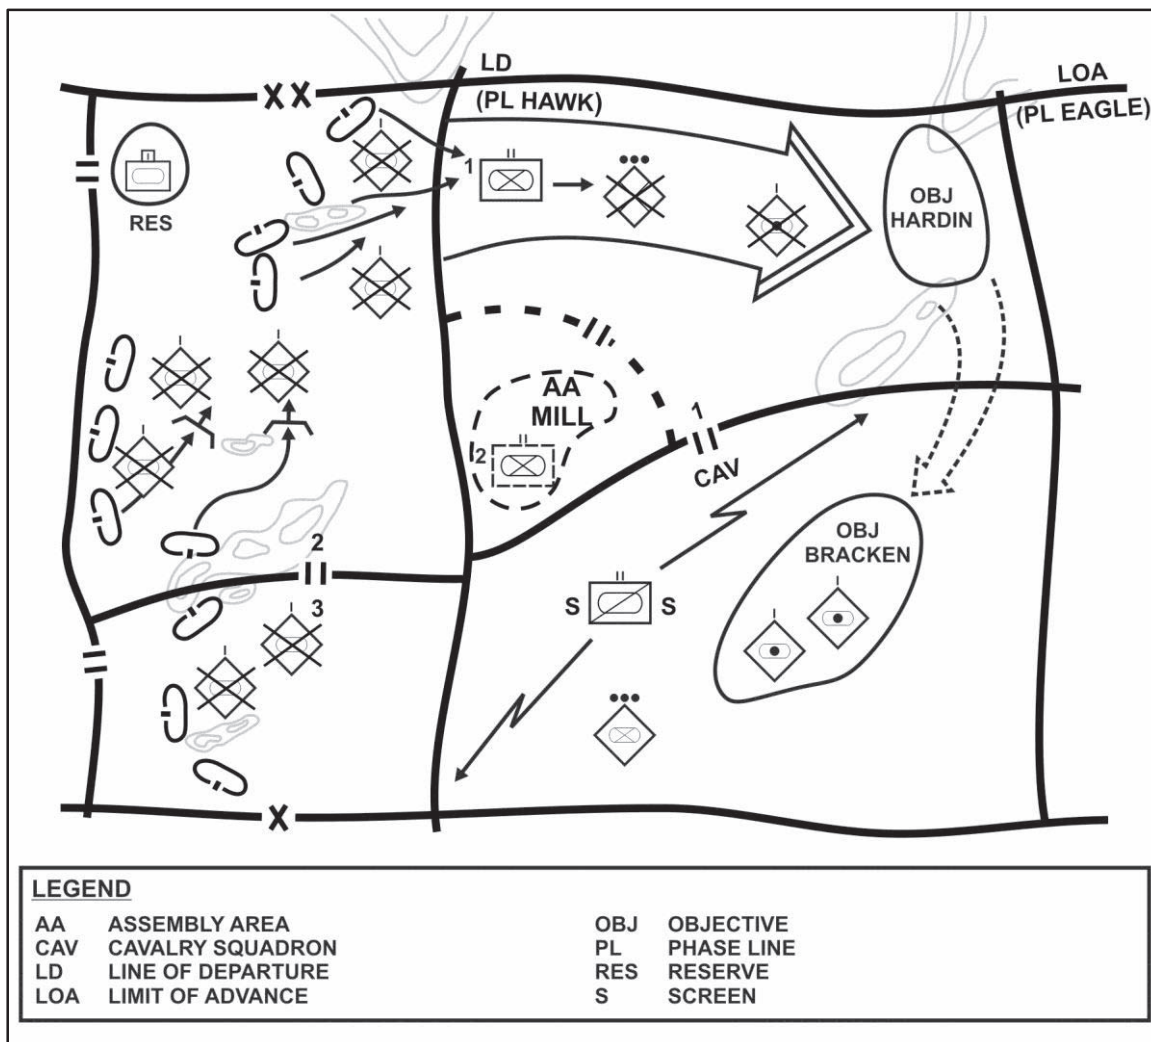 LD
(PL HAWK)
LOA
(PL EAGLE)
RES
1
OBJ
HARDIN
AA
MILL
2
1
CAV
OBJ
BRACKEN
2
3
S
S
LEGEND
AA ASSEMBLY AREA
CAV CAVALRY SQUADRON
LD LINE OF DEPARTURE
LOA LIMIT OF ADVANCE
OBJ OBJECTIVE
PL PHASE LINE
RES RESERVE
S SCREEN